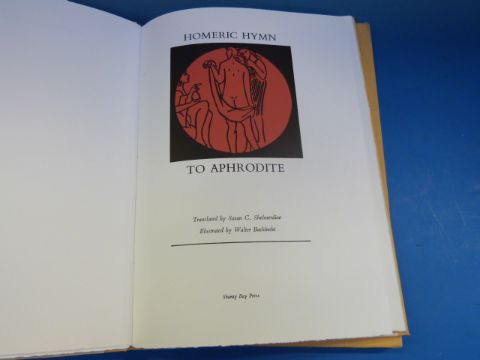 HOMERIC HYMN
TO APHRODITE
Translated by Susan C. Shelmerdine
Illustrated by Walter Bachinski
Shanty Bay Press